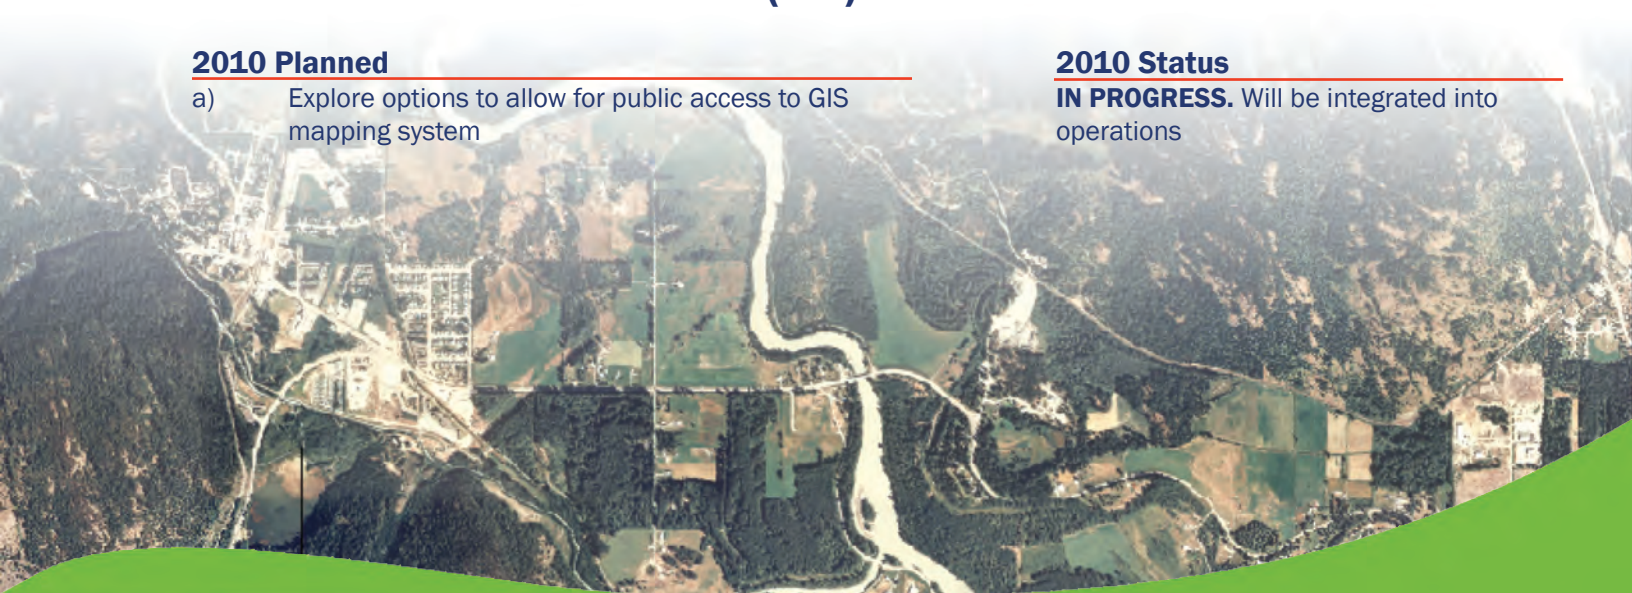 2010 Planned
a) Explore options to allow for public access to GIS
mapping system
2010 Status
IN PROGRESS. Will be integrated into
operations